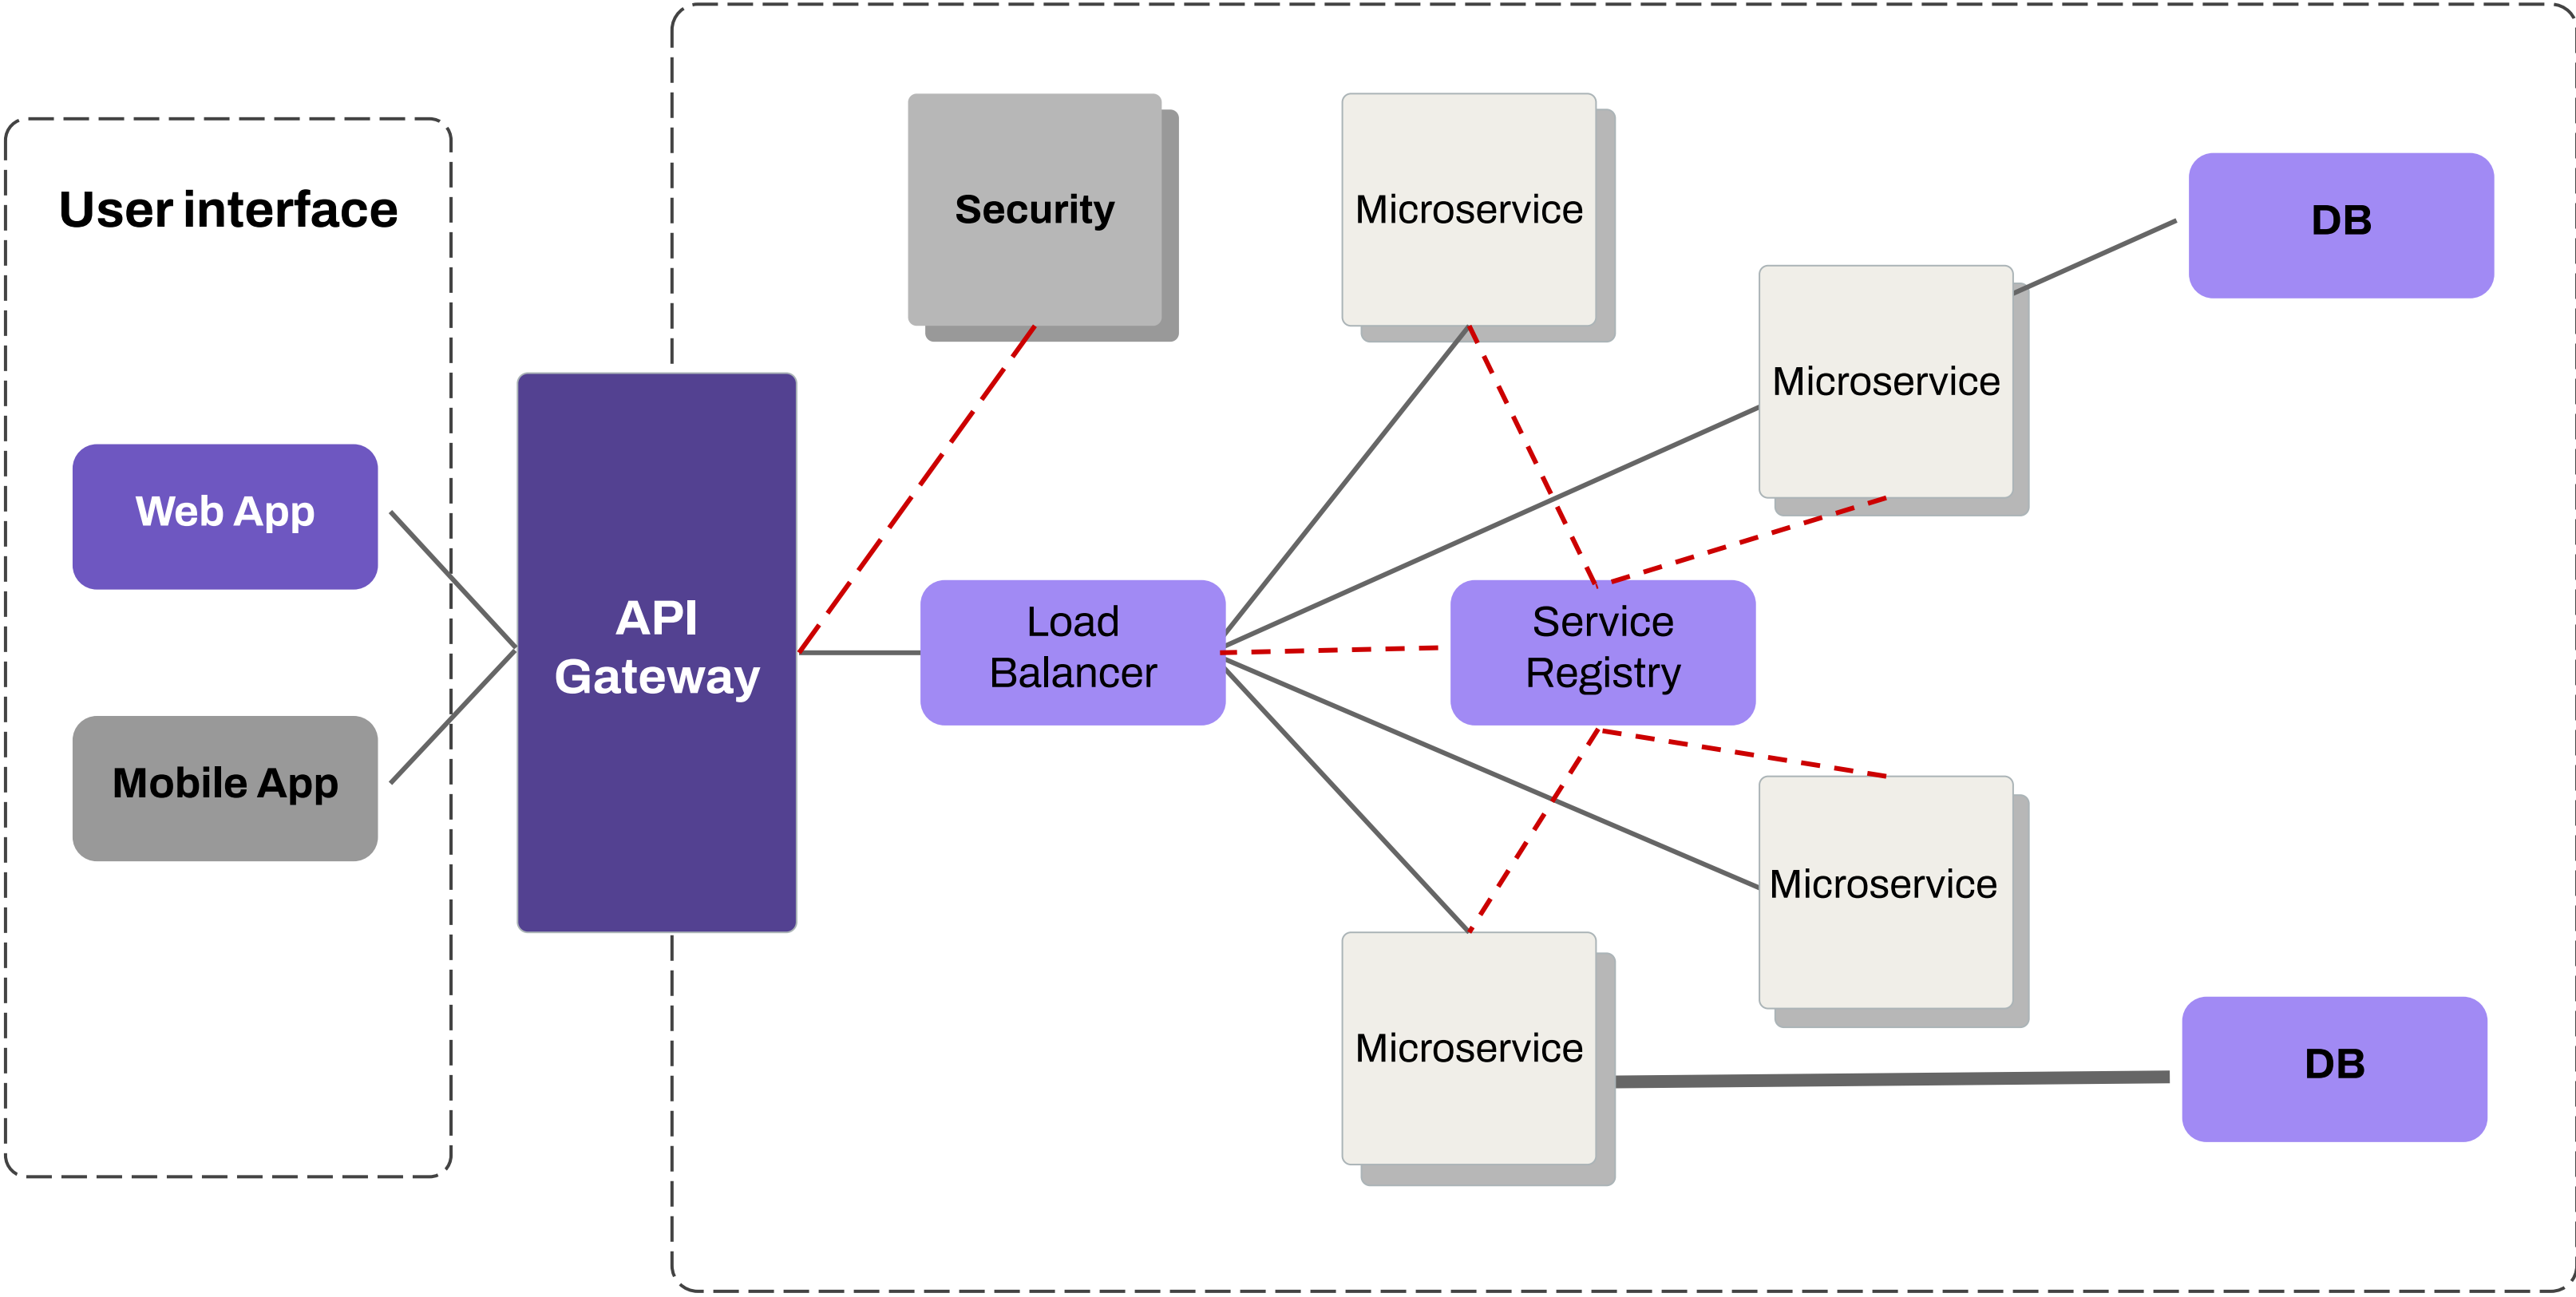 User interface
Web App
Mobile App
API
Gateway
Security
Load
Balancer
Microservice
Microservice
Service
Registry
Microservice
Microservice
DB
DB